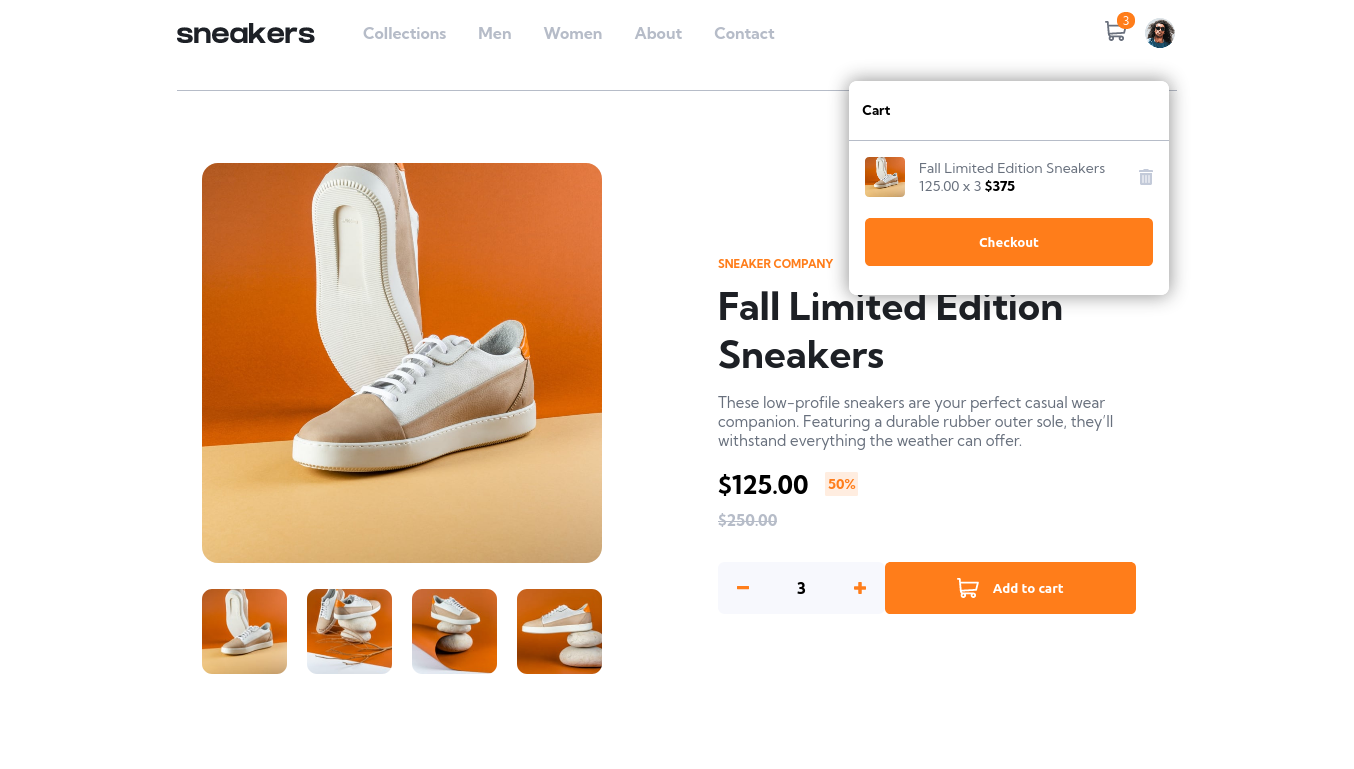 sneakers
Collections
Men
Women
About
Contact
3
Cart
Fall Limited Edition Sneakers
125.00 x 3 $375
Checkout
SNEAKER COMPANY
Fall Limited Edition
Sneakers
These low-profile sneakers are your perfect casual wear
companion. Featuring a durable rubber outer sole, they’ll
withstand everything the weather can offer.
$125.00
50%
$250.00
3
Add to cart